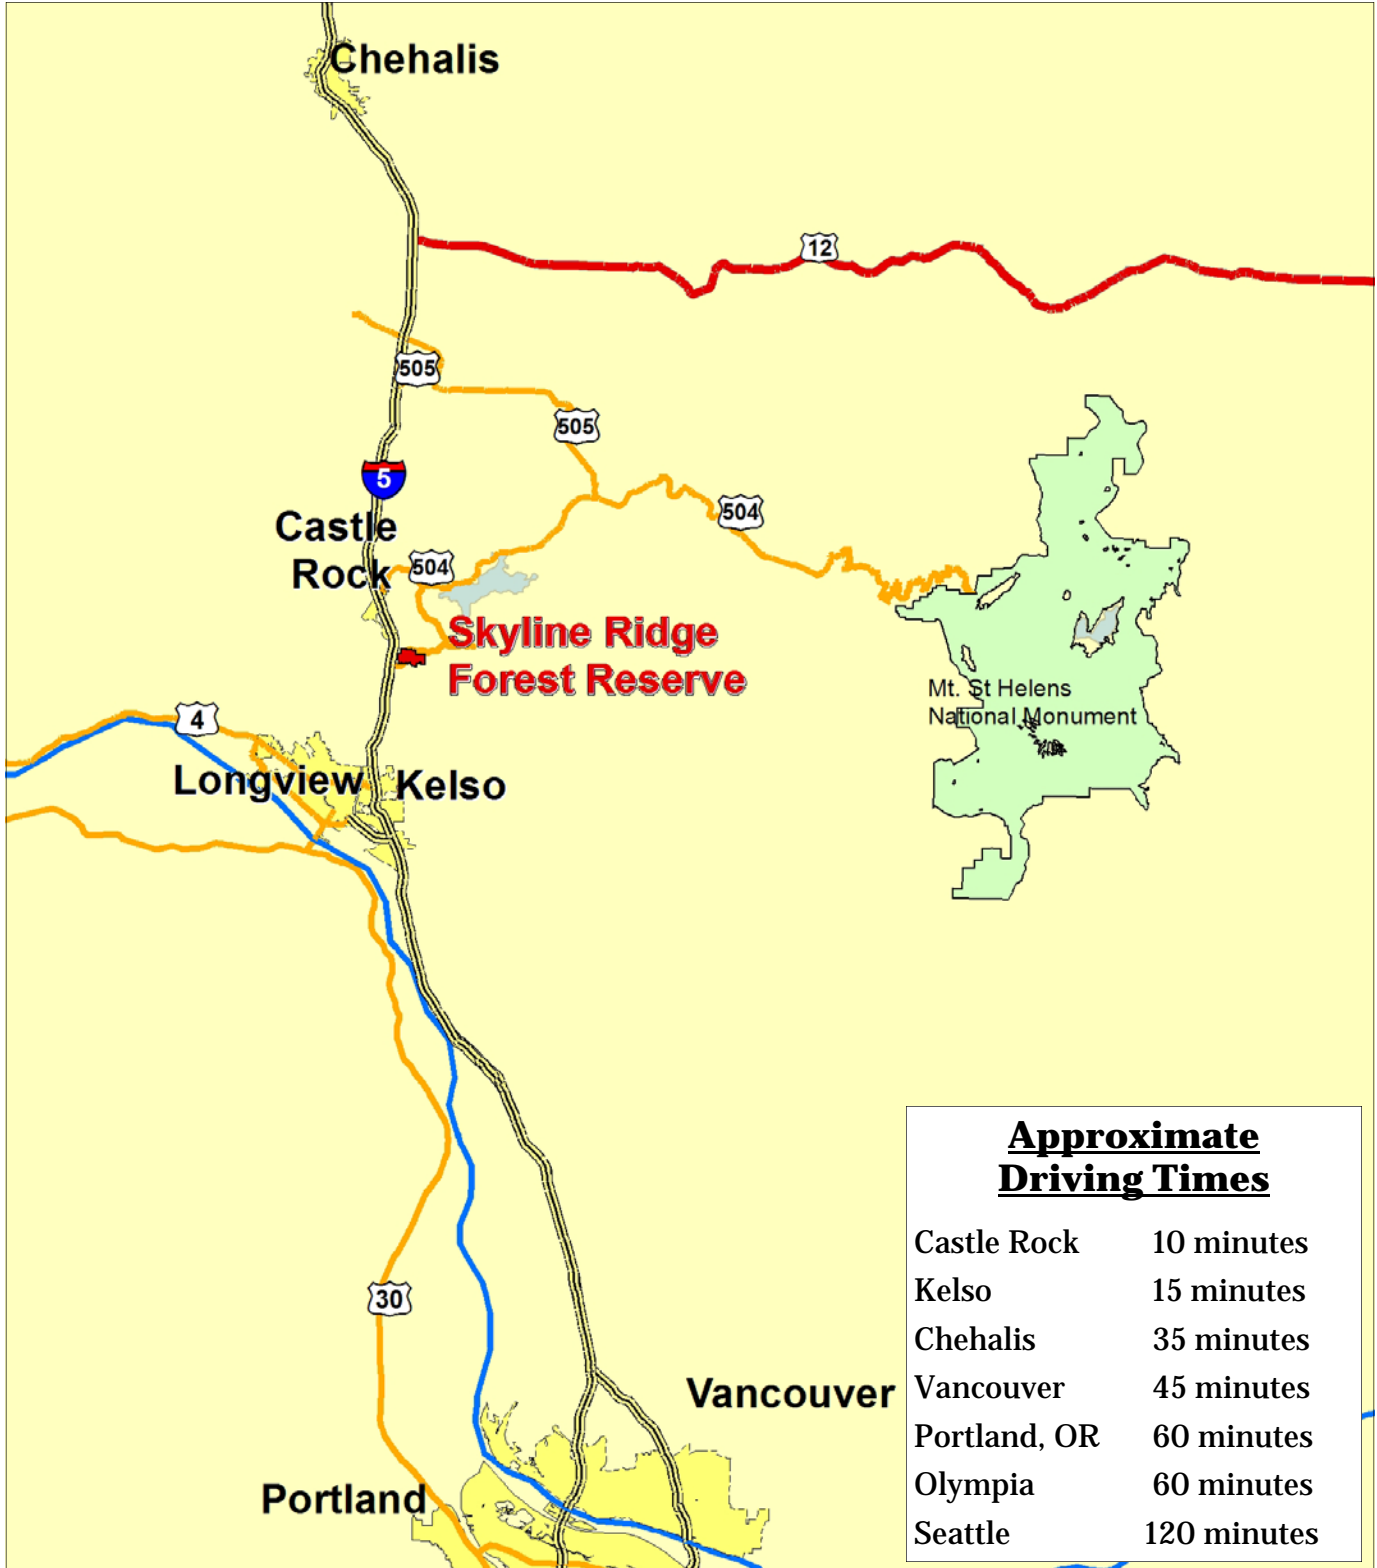 Chehalis
12
505
505
5
504
Castle
Rock
504
Skyline Ridge
Forest Reserve
Mt. St Helens
National Monument
4
Longview
Kelso
30
Vancouver
Portland
Approximate
Driving Times
Castle Rock 10 minutes
Kelso 15 minutes
Chehalis 35 minutes
Vancouver 45 minutes
Portland, OR 60 minutes
Olympia 60 minutes
Seattle 120 minutes